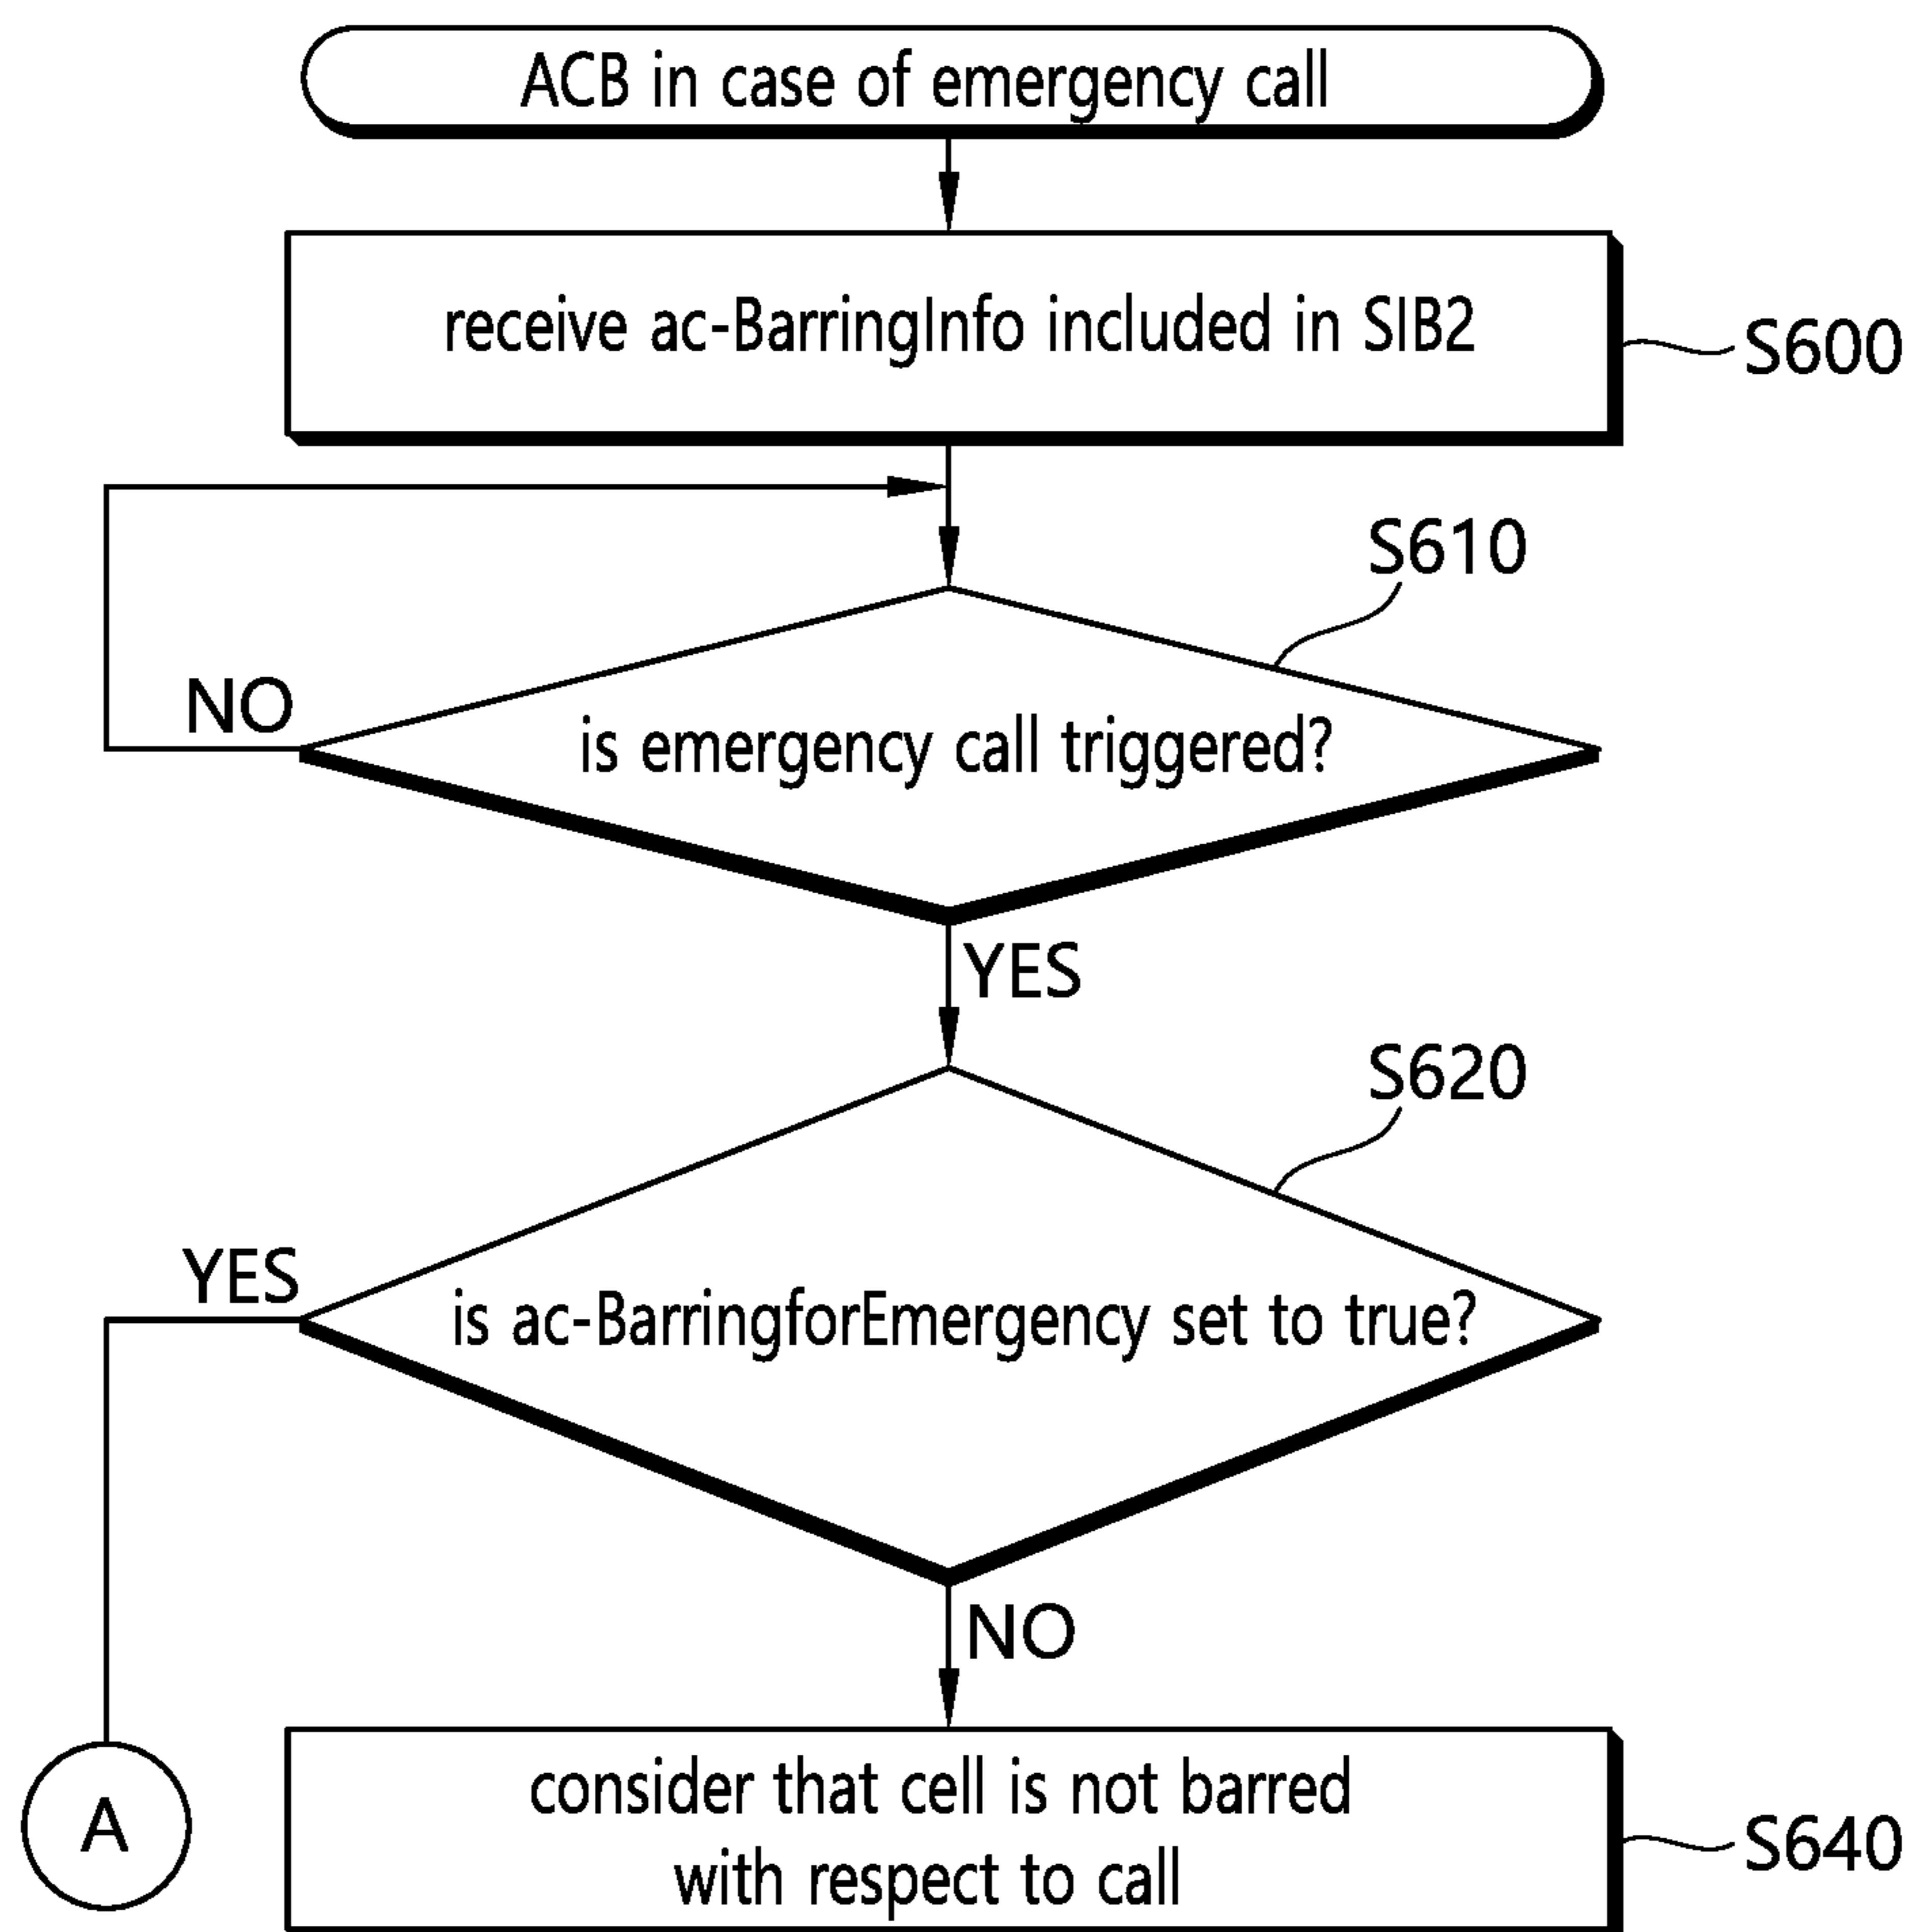 ACB in case of emergency call
receive ac-BarringInfo included in SIB2
S600
S610
NO
is emergency call triggered?
YES
S620
YES
is ac-BarringforEmergency set to true?
NO
consider that cell is not barred
with respect to call
A
S640